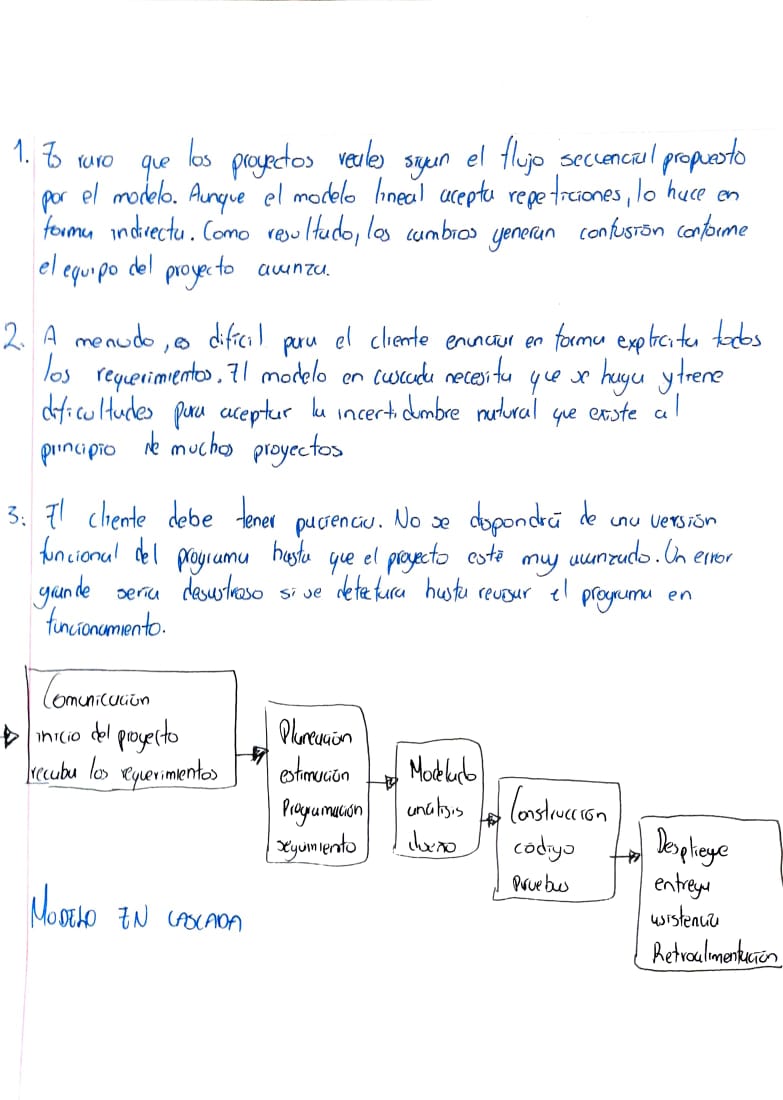 1. Es raro que los proyectos reales sigan el flujo secuencial propuesto
por el modelo. Aunque el modelo lineal acepta repeticiones, lo hace en
forma indirecta. Como resultado, los cambios generan confusión conforme
el equipo del proyecto avanza.
2. A menudo, es difícil para el cliente enunciar en forma explicita todos
los requerimientos. El modelo en cascada necesita que se haga y tiene
dificultades para aceptar la incertidumbre natural que existe al
principio de muchos proyectos
3. El cliente debe tener paciencia. No se dispondrá de una versión
funcional del programa hasta que el proyecto esté muy avanzado. Un error
grande seria desastroso si se detectara hasta revisar el programa en
funcionamiento.
Comunicación
inicio del proyecto
recaba los requerimientos
Planeación
estimación
Programación
seguimiento
Modelado
analisis
diseño
Construcción
código
Pruebas
Despliegue
entrega
asistencia
Retroalimentación
MODELO EN CASCADA